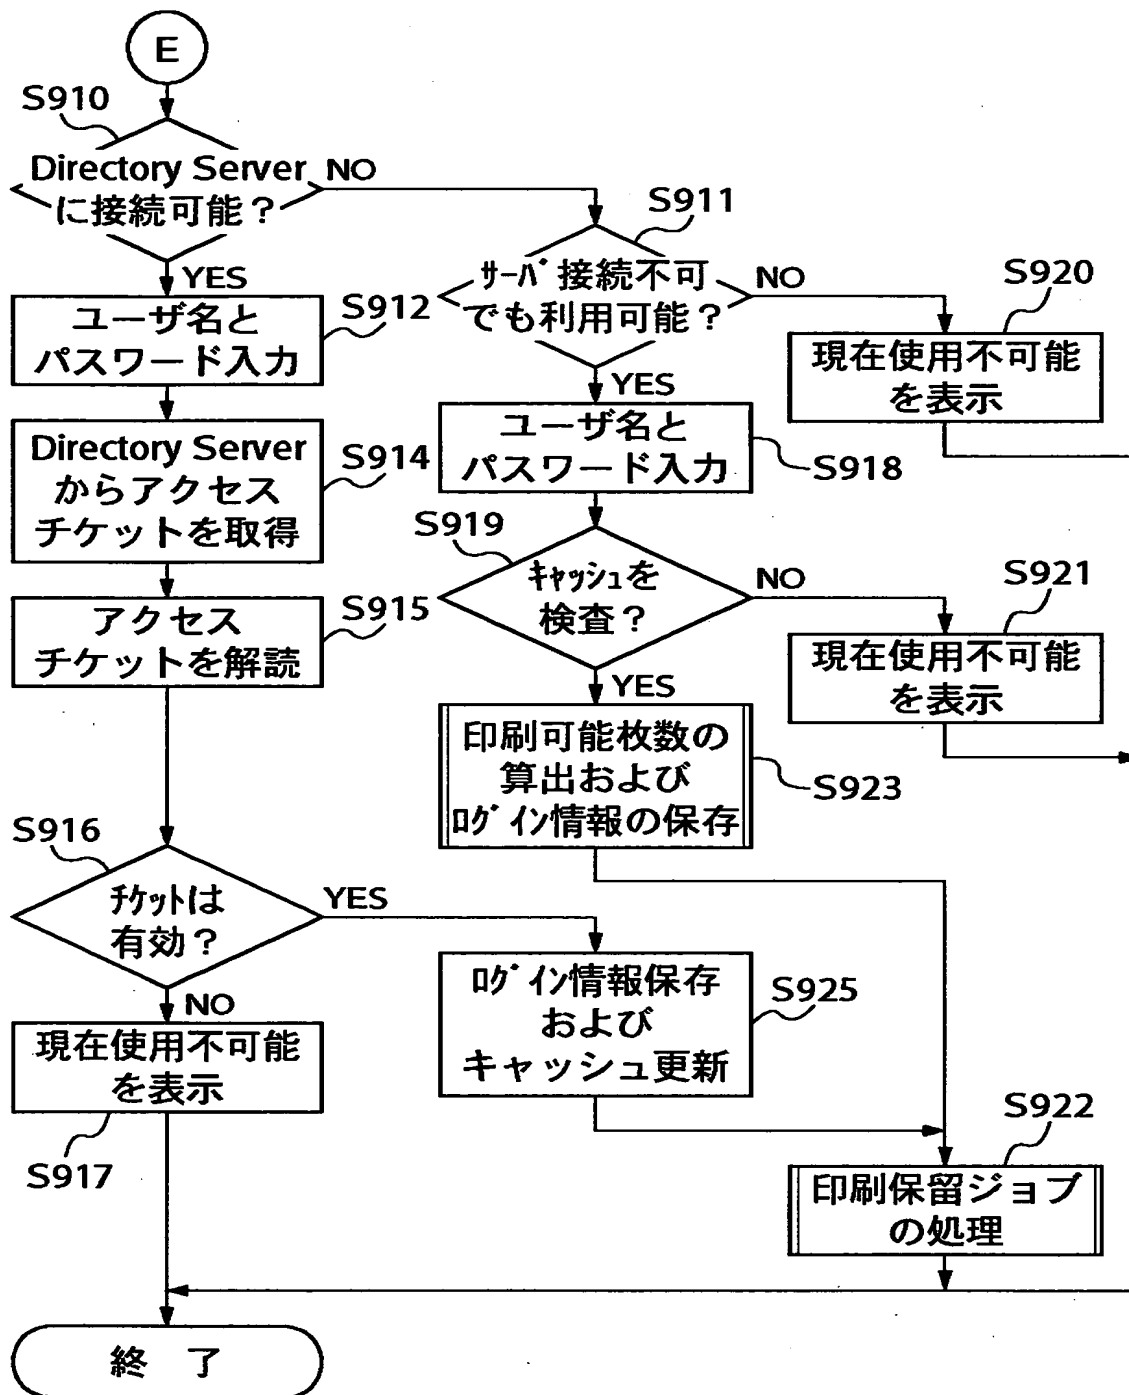 E
S910
Directory Server
に接続可能？
NO
YES
S911
サーバ接続不可
でも利用可能？
NO
YES
S920
現在使用不可能
を表示
S912
ユーザ名と
パスワード入力
S918
ユーザ名と
パスワード入力
S914
Directory Server
からアクセス
チケットを取得
S919
キャッシュを
検査？
NO
YES
S921
現在使用不可能
を表示
S915
アクセス
チケットを解読
S923
印刷可能枚数の
算出および
ログイン情報の保存
S916
チケットは
有効？
YES
NO
S925
ログイン情報保存
および
キャッシュ更新
現在使用不可能
を表示
S917
S922
印刷保留ジョブ
の処理
終 了